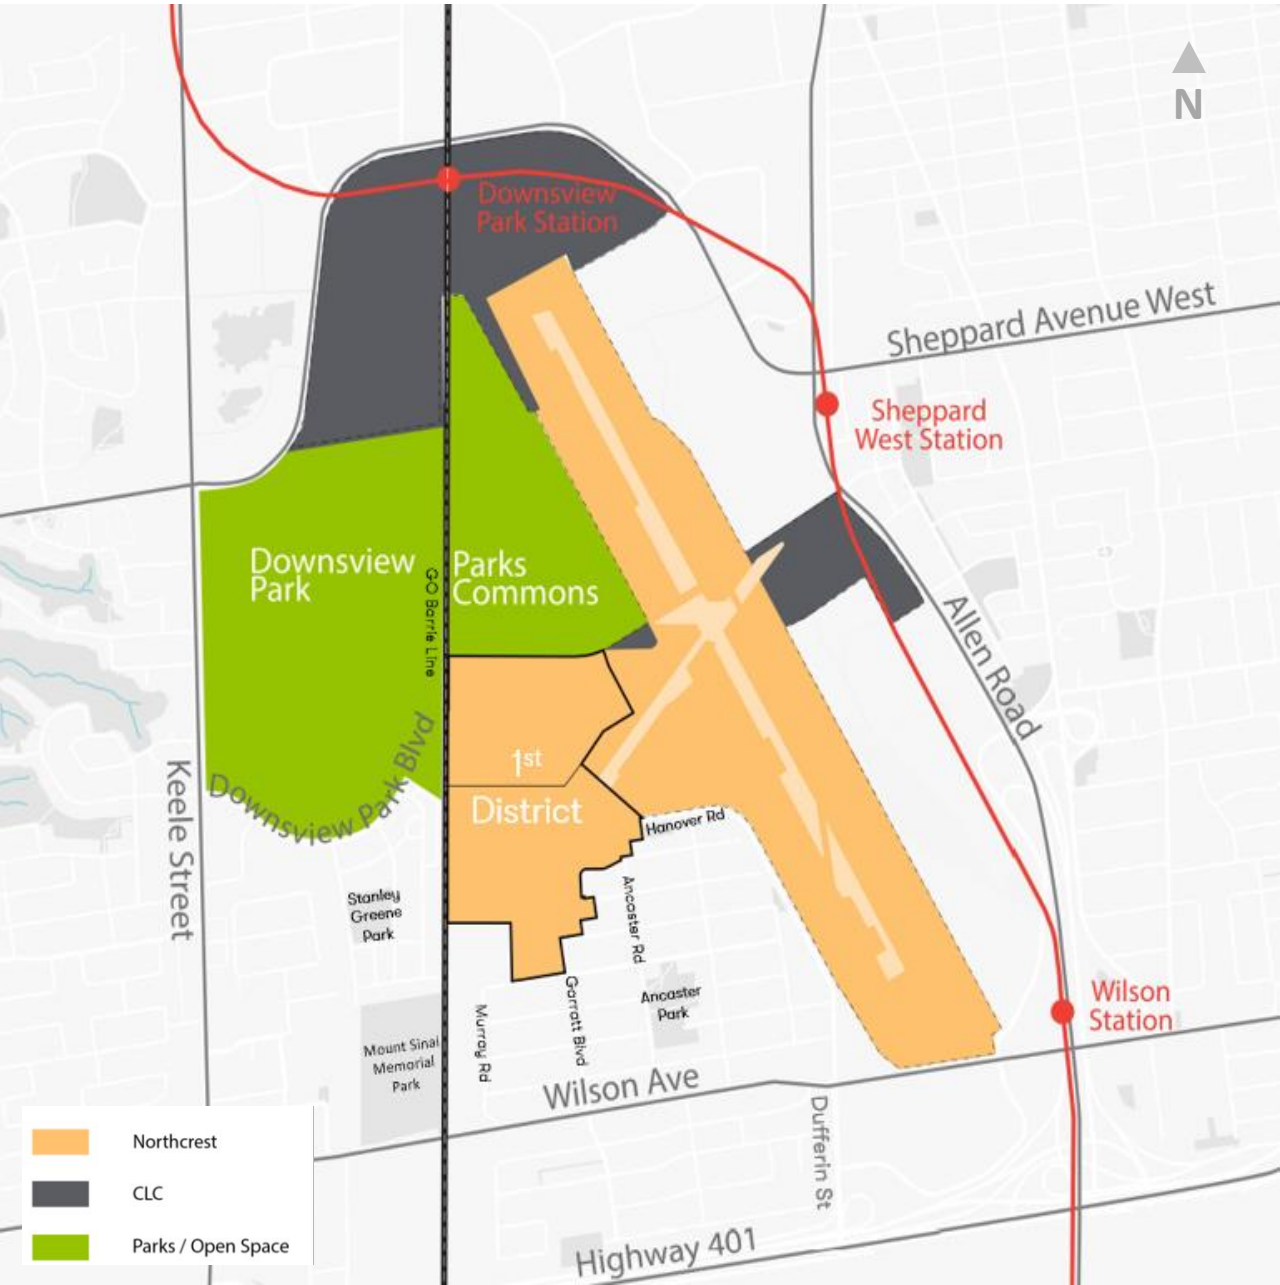 N
Downsview
Park Station
Sheppard Avenue West
Sheppard
West Station
Downsview
Park
Parks
Commons
GO Barrie Line
Allen Road
1st
District
Downsview Park Blvd
Keele Street
Hanover Rd
Ancaster Rd
Stanley
Greene
Park
Ancaster
Park
Garratt Blvd
Murray Rd
Mount Sinai
Memorial
Park
Wilson
Station
Wilson Ave
Dufferin St
Highway 401
Northcrest
CLC
Parks / Open Space